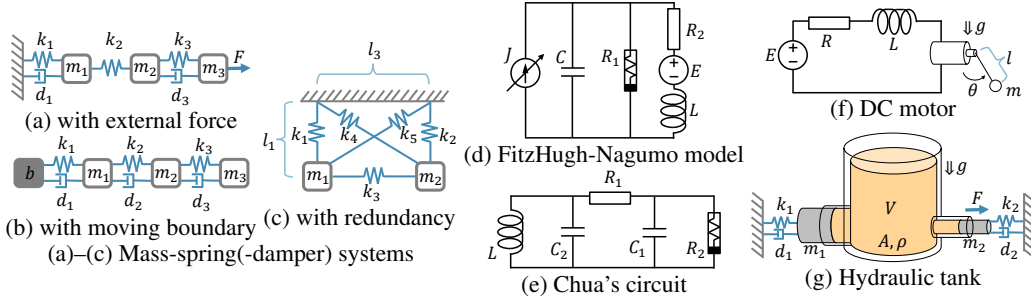 k₁ k₂ k₃
m₁ m₂ m₃ F
d₁ d₃
(a) with external force
k₁ k₂ k₃
b m₁ m₂ m₃
d₁ d₂ d₃
(b) with moving boundary
l₃
l₁ k₁ k₄ k₅ k₂
m₁ m₂
k₃
(c) with redundancy
(a)–(c) Mass-spring(-damper) systems
J C R₁ R₂
E
L
(d) FitzHugh-Nagumo model
R₁
L C₂ C₁ R₂
(e) Chua's circuit
E R L ⇓g
l
θ m
(f) DC motor
⇓g
k₁ V F k₂
d₁ m₁ A, ρ m₂ d₂
(g) Hydraulic tank